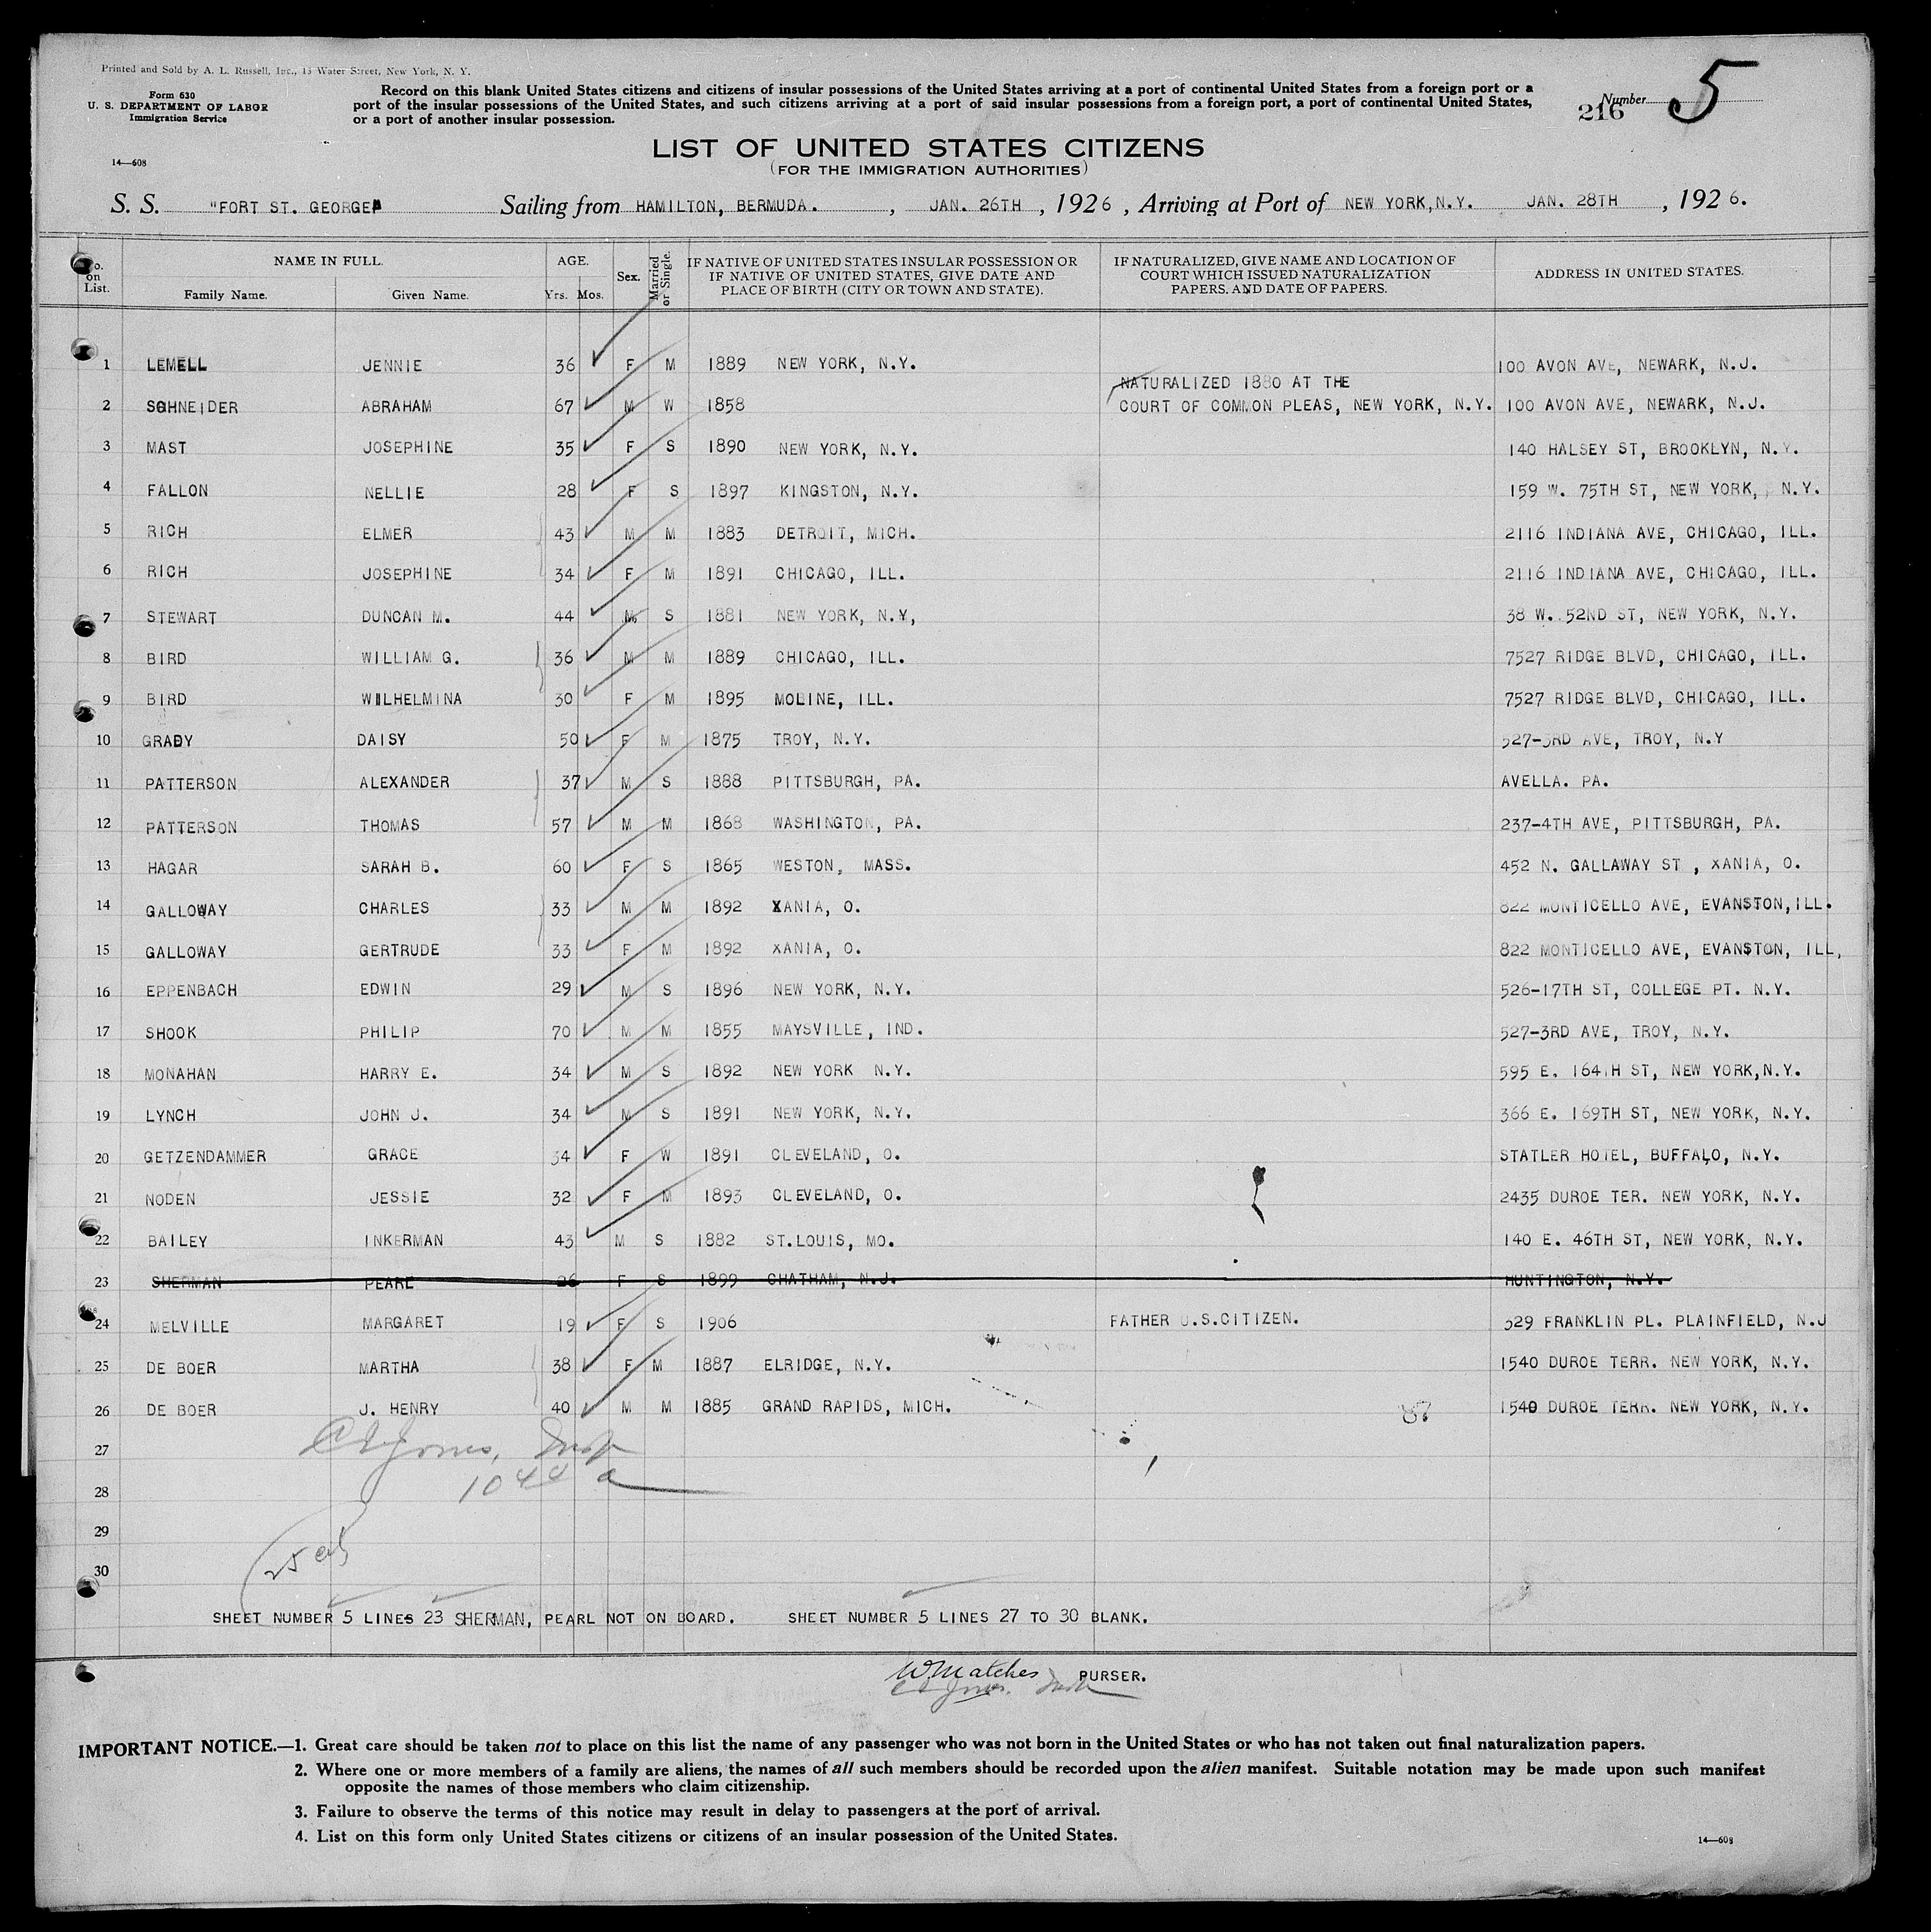 Printed and Sold by A. L. Russell, Inc., 13 Water Street, New York, N. Y.
Form 630
U. S. DEPARTMENT OF LABOR
Immigration Service
14—608
Record on this blank United States citizens and citizens of insular possessions of the United States arriving at a port of continental United States from a foreign port or a
port of the insular possessions of the United States, and such citizens arriving at a port of said insular possessions from a foreign port, a port of continental United States,
or a port of another insular possession.
Number 5
216
LIST OF UNITED STATES CITIZENS
(FOR THE IMMIGRATION AUTHORITIES)
S. S. "FORT ST. GEORGE" Sailing from HAMILTON, BERMUDA. , JAN. 26TH , 1926 , Arriving at Port of NEW YORK,N.Y. JAN. 28TH , 1926.
No. on List. NAME IN FULL. Family Name. Given Name. AGE. Yrs. Mos. Sex. Married or Single. IF NATIVE OF UNITED STATES INSULAR POSSESSION OR IF NATIVE OF UNITED STATES, GIVE DATE AND PLACE OF BIRTH (CITY OR TOWN AND STATE). IF NATURALIZED, GIVE NAME AND LOCATION OF COURT WHICH ISSUED NATURALIZATION PAPERS. AND DATE OF PAPERS. ADDRESS IN UNITED STATES.
1 LEMELL JENNIE 36 F M 1889 NEW YORK, N.Y. 100 AVON AVE, NEWARK, N.J.
NATURALIZED 1880 AT THE
2 SCHNEIDER ABRAHAM 67 M W 1858 COURT OF COMMON PLEAS, NEW YORK, N.Y. 100 AVON AVE, NEWARK, N.J.
3 MAST JOSEPHINE 35 F S 1890 NEW YORK, N.Y. 140 HALSEY ST, BROOKLYN, N.Y.
4 FALLON NELLIE 28 F S 1897 KINGSTON, N.Y. 159 W. 75TH ST, NEW YORK, N.Y.
5 RICH ELMER 43 M M 1883 DETROIT, MICH. 2116 INDIANA AVE, CHICAGO, ILL.
6 RICH JOSEPHINE 34 F M 1891 CHICAGO, ILL. 2116 INDIANA AVE, CHICAGO, ILL.
7 STEWART DUNCAN M. 44 M S 1881 NEW YORK, N.Y, 38 W. 52ND ST, NEW YORK, N.Y.
8 BIRD WILLIAM G. 36 M M 1889 CHICAGO, ILL. 7527 RIDGE BLVD, CHICAGO, ILL.
9 BIRD WILHELMINA 30 F M 1895 MOLINE, ILL. 7527 RIDGE BLVD, CHICAGO, ILL.
10 GRADY DAISY 50 F M 1875 TROY, N.Y. 527-3RD AVE, TROY, N.Y
11 PATTERSON ALEXANDER 37 M S 1888 PITTSBURGH, PA. AVELLA. PA.
12 PATTERSON THOMAS 57 M M 1868 WASHINGTON, PA. 237-4TH AVE, PITTSBURGH, PA.
13 HAGAR SARAH B. 60 F S 1865 WESTON, MASS. 452 N. GALLAWAY ST , XANIA, O.
14 GALLOWAY CHARLES 33 M M 1892 XANIA, O. 822 MONTICELLO AVE, EVANSTON,ILL.
15 GALLOWAY GERTRUDE 33 F M 1892 XANIA, O. 822 MONTICELLO AVE, EVANSTON, ILL,
16 EPPENBACH EDWIN 29 M S 1896 NEW YORK, N.Y. 526-17TH ST, COLLEGE PT. N.Y.
17 SHOOK PHILIP 70 M M 1855 MAYSVILLE, IND. 527-3RD AVE, TROY, N.Y.
18 MONAHAN HARRY E. 34 M S 1892 NEW YORK N.Y. 595 E. 164TH ST, NEW YORK,N.Y.
19 LYNCH JOHN J. 34 M S 1891 NEW YORK, N.Y. 366 E. 169TH ST, NEW YORK, N.Y.
20 GETZENDAMMER GRACE 34 F W 1891 CLEVELAND, O. STATLER HOTEL, BUFFALO, N.Y.
21 NODEN JESSIE 32 F M 1893 CLEVELAND, O. 2435 DUROE TER. NEW YORK, N.Y.
22 BAILEY INKERMAN 43 M S 1882 ST.LOUIS, MO. 140 E. 46TH ST, NEW YORK, N.Y.
23 SHERMAN PEARL 26 F S 1899 CHATHAM, N.J. HUNTINGTON, N.Y.
24 MELVILLE MARGARET 19 F S 1906 FATHER U.S.CITIZEN. 529 FRANKLIN PL. PLAINFIELD, N.J
25 DE BOER MARTHA 38 F M 1887 ELRIDGE, N.Y. 1540 DUROE TERR. NEW YORK, N.Y.
26 DE BOER J. HENRY 40 M M 1885 GRAND RAPIDS, MICH. 1540 DUROE TERR. NEW YORK, N.Y.
87
27 C E Jones, Insp
28
29
30
SHEET NUMBER 5 LINES 23 SHERMAN, PEARL NOT ON BOARD. SHEET NUMBER 5 LINES 27 TO 30 BLANK.
W. Matches PURSER.
C E Jones. Insp
IMPORTANT NOTICE.—1. Great care should be taken not to place on this list the name of any passenger who was not born in the United States or who has not taken out final naturalization papers.
2. Where one or more members of a family are aliens, the names of all such members should be recorded upon the alien manifest. Suitable notation may be made upon such manifest
opposite the names of those members who claim citizenship.
3. Failure to observe the terms of this notice may result in delay to passengers at the port of arrival.
4. List on this form only United States citizens or citizens of an insular possession of the United States.
14—608